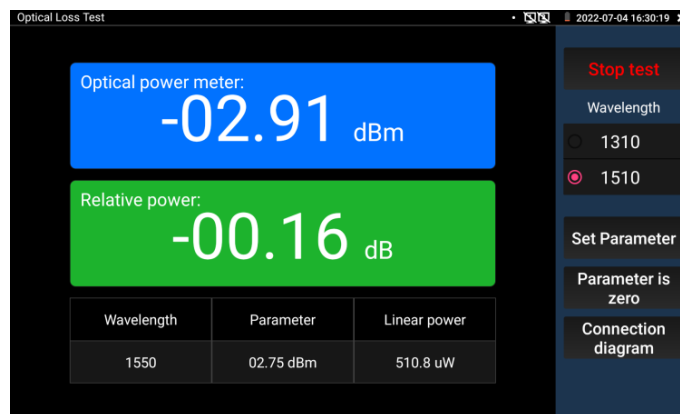 Optical Loss Test
2022-07-04 16:30:19
Optical power meter:
-02.91 dBm
Relative power:
-00.16 dB
Wavelength Parameter Linear power
1550 02.75 dBm 510.8 uW
Stop test
Wavelength
1310
1510
Set Parameter
Parameter is
zero
Connection
diagram